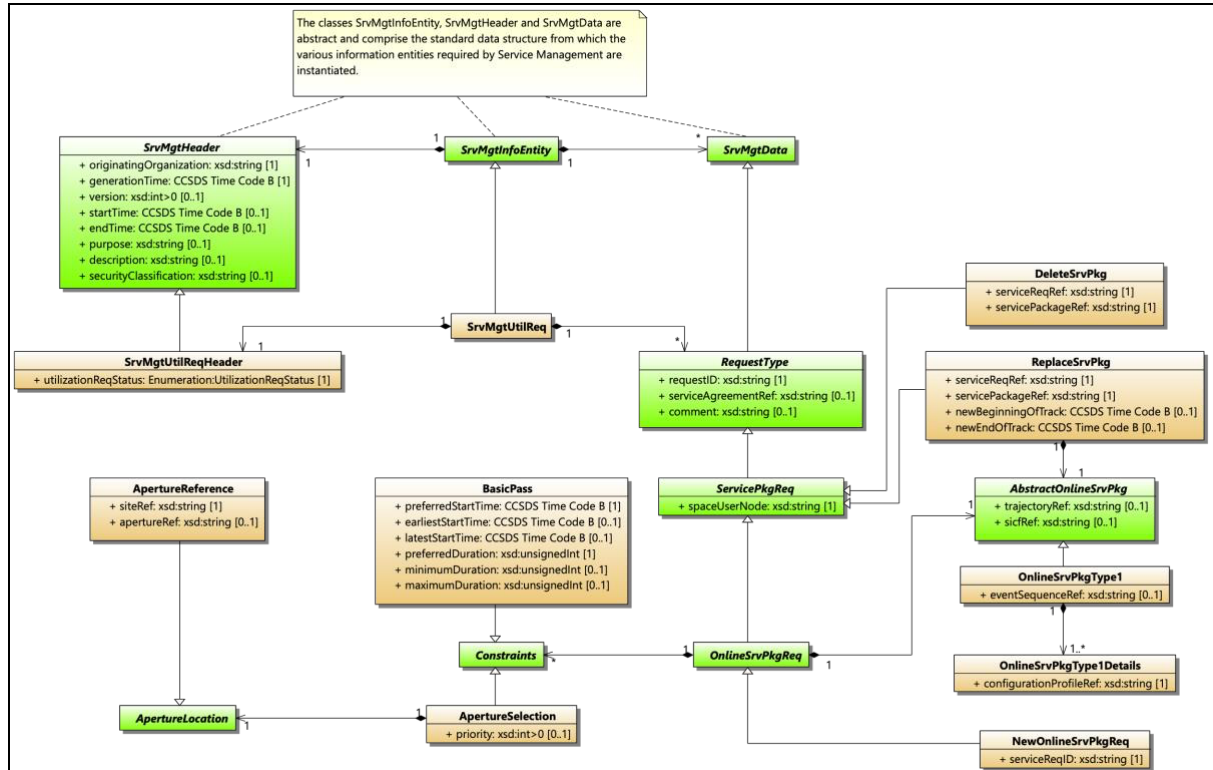 The classes SrvMgtInfoEntity, SrvMgtHeader and SrvMgtData are
abstract and comprise the standard data structure from which the
various information entities required by Service Management are
instantiated.
SrvMgtHeader
+ originatingOrganization: xsd:string [1]
+ generationTime: CCSDS Time Code B [1]
+ version: xsd:int>0 [0..1]
+ startTime: CCSDS Time Code B [0..1]
+ endTime: CCSDS Time Code B [0..1]
+ purpose: xsd:string [0..1]
+ description: xsd:string [0..1]
+ securityClassification: xsd:string [0..1]
1
1
SrvMgtInfoEntity
1
*
SrvMgtData
DeleteSrvPkg
+ serviceReqRef: xsd:string [1]
+ servicePackageRef: xsd:string [1]
SrvMgtUtilReq
1
1
1
*
SrvMgtUtilReqHeader
+ utilizationReqStatus: Enumeration:UtilizationReqStatus [1]
RequestType
+ requestID: xsd:string [1]
+ serviceAgreementRef: xsd:string [0..1]
+ comment: xsd:string [0..1]
ReplaceSrvPkg
+ serviceReqRef: xsd:string [1]
+ servicePackageRef: xsd:string [1]
+ newBeginningOfTrack: CCSDS Time Code B [0..1]
+ newEndOfTrack: CCSDS Time Code B [0..1]
1
1
ApertureReference
+ siteRef: xsd:string [1]
+ apertureRef: xsd:string [0..1]
BasicPass
+ preferredStartTime: CCSDS Time Code B [1]
+ earliestStartTime: CCSDS Time Code B [0..1]
+ latestStartTime: CCSDS Time Code B [0..1]
+ preferredDuration: xsd:unsignedInt [1]
+ minimumDuration: xsd:unsignedInt [0..1]
+ maximumDuration: xsd:unsignedInt [0..1]
ServicePkgReq
+ spaceUserNode: xsd:string [1]
AbstractOnlineSrvPkg
+ trajectoryRef: xsd:string [0..1]
+ sicfRef: xsd:string [0..1]
1
OnlineSrvPkgType1
+ eventSequenceRef: xsd:string [0..1]
1
1..*
Constraints
*
1
OnlineSrvPkgReq
1
OnlineSrvPkgType1Details
+ configurationProfileRef: xsd:string [1]
ApertureLocation
1
1
ApertureSelection
+ priority: xsd:int>0 [0..1]
NewOnlineSrvPkgReq
+ serviceReqID: xsd:string [1]